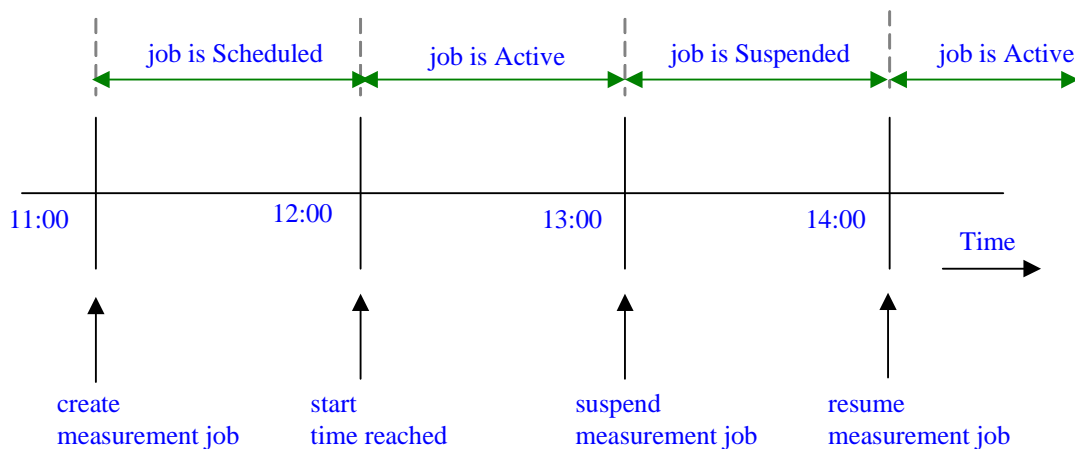 job is Scheduled
job is Active
job is Suspended
job is Active
11:00
12:00
13:00
14:00
Time
create
measurement job
start
time reached
suspend
measurement job
resume
measurement job